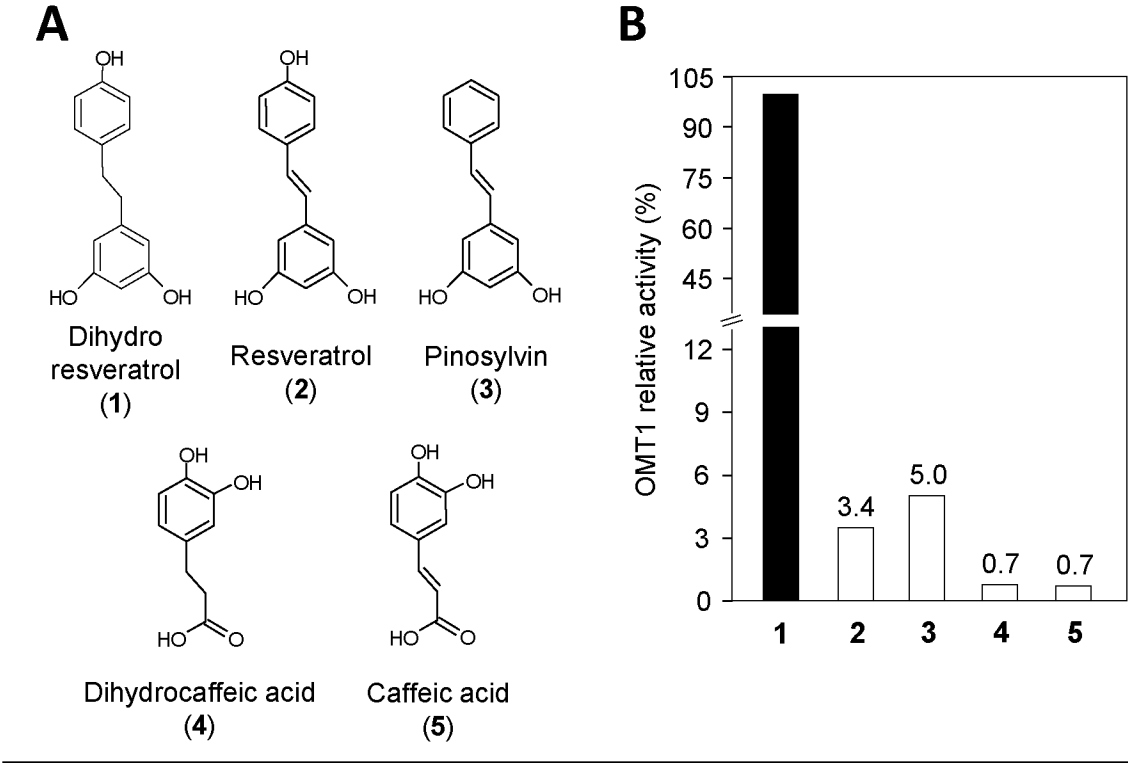 A
OH
OH
HO
OH
HO
OH
HO
OH
Dihydro
resveratrol
(1)
Resveratrol
(2)
Pinosylvin
(3)
OH
OH
HO
O
OH
OH
HO
O
Dihydrocaffeic acid
(4)
Caffeic acid
(5)
B
OMT1 relative activity (%)
105
90
75
60
45
12
9
6
3
0
3.4
5.0
0.7
0.7
1
2
3
4
5